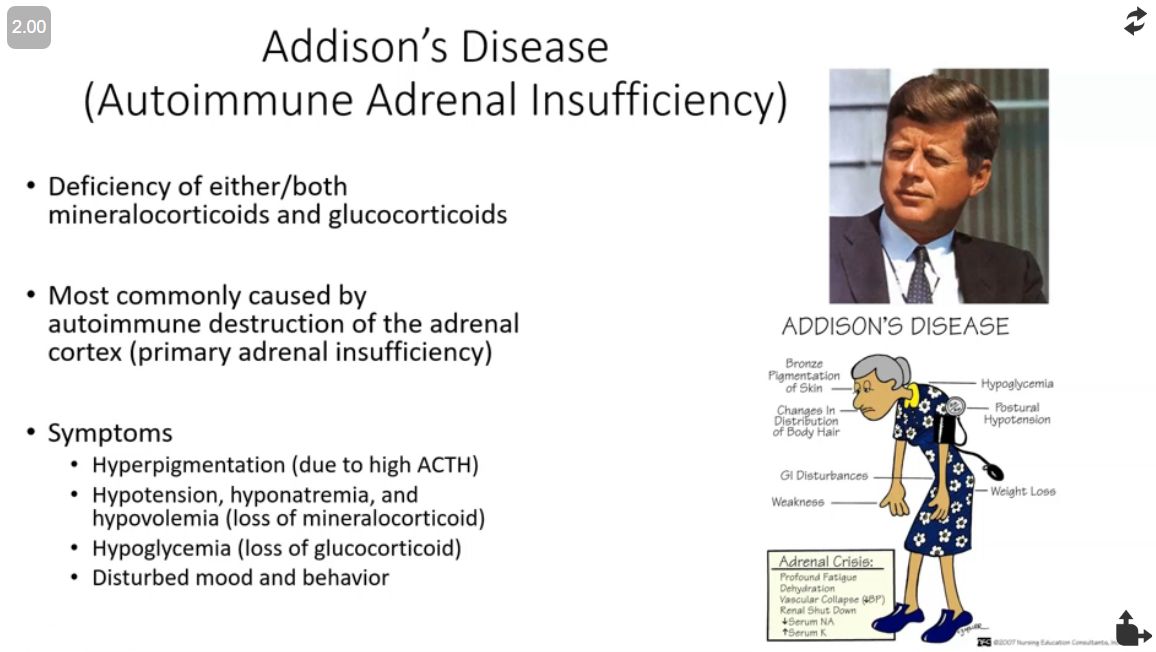 2.00
Addison’s Disease
(Autoimmune Adrenal Insufficiency)
• Deficiency of either/both
mineralocorticoids and glucocorticoids
• Most commonly caused by
autoimmune destruction of the adrenal
cortex (primary adrenal insufficiency)
• Symptoms
• Hyperpigmentation (due to high ACTH)
• Hypotension, hyponatremia, and
hypovolemia (loss of mineralocorticoid)
• Hypoglycemia (loss of glucocorticoid)
• Disturbed mood and behavior
ADDISON'S DISEASE
Bronze
Pigmentation
of Skin
Changes In
Distribution
of Body Hair
GI Disturbances
Weakness
Hypoglycemia
Postural
Hypotension
Weight Loss
Adrenal Crisis:
Profound Fatigue
Dehydration
Vascular Collapse (↓BP)
Renal Shut Down
↓Serum NA
↑Serum K
©2007 Nursing Education Consultants,